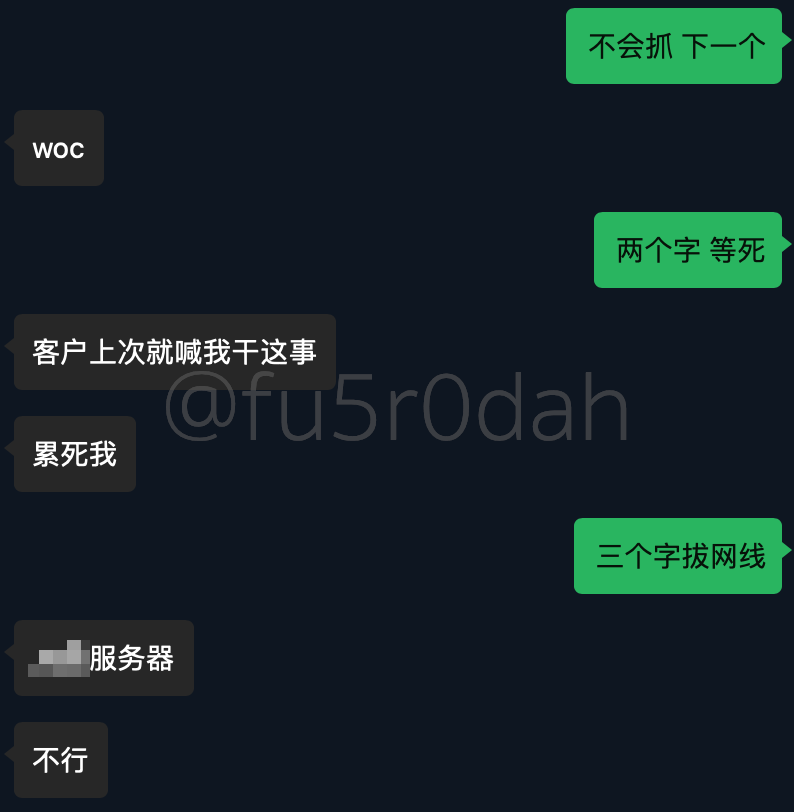 不会抓 下一个
woc
两个字 等死
客户上次就喊我干这事
@fu5r0dah
累死我
三个字拔网线
服务器
不行